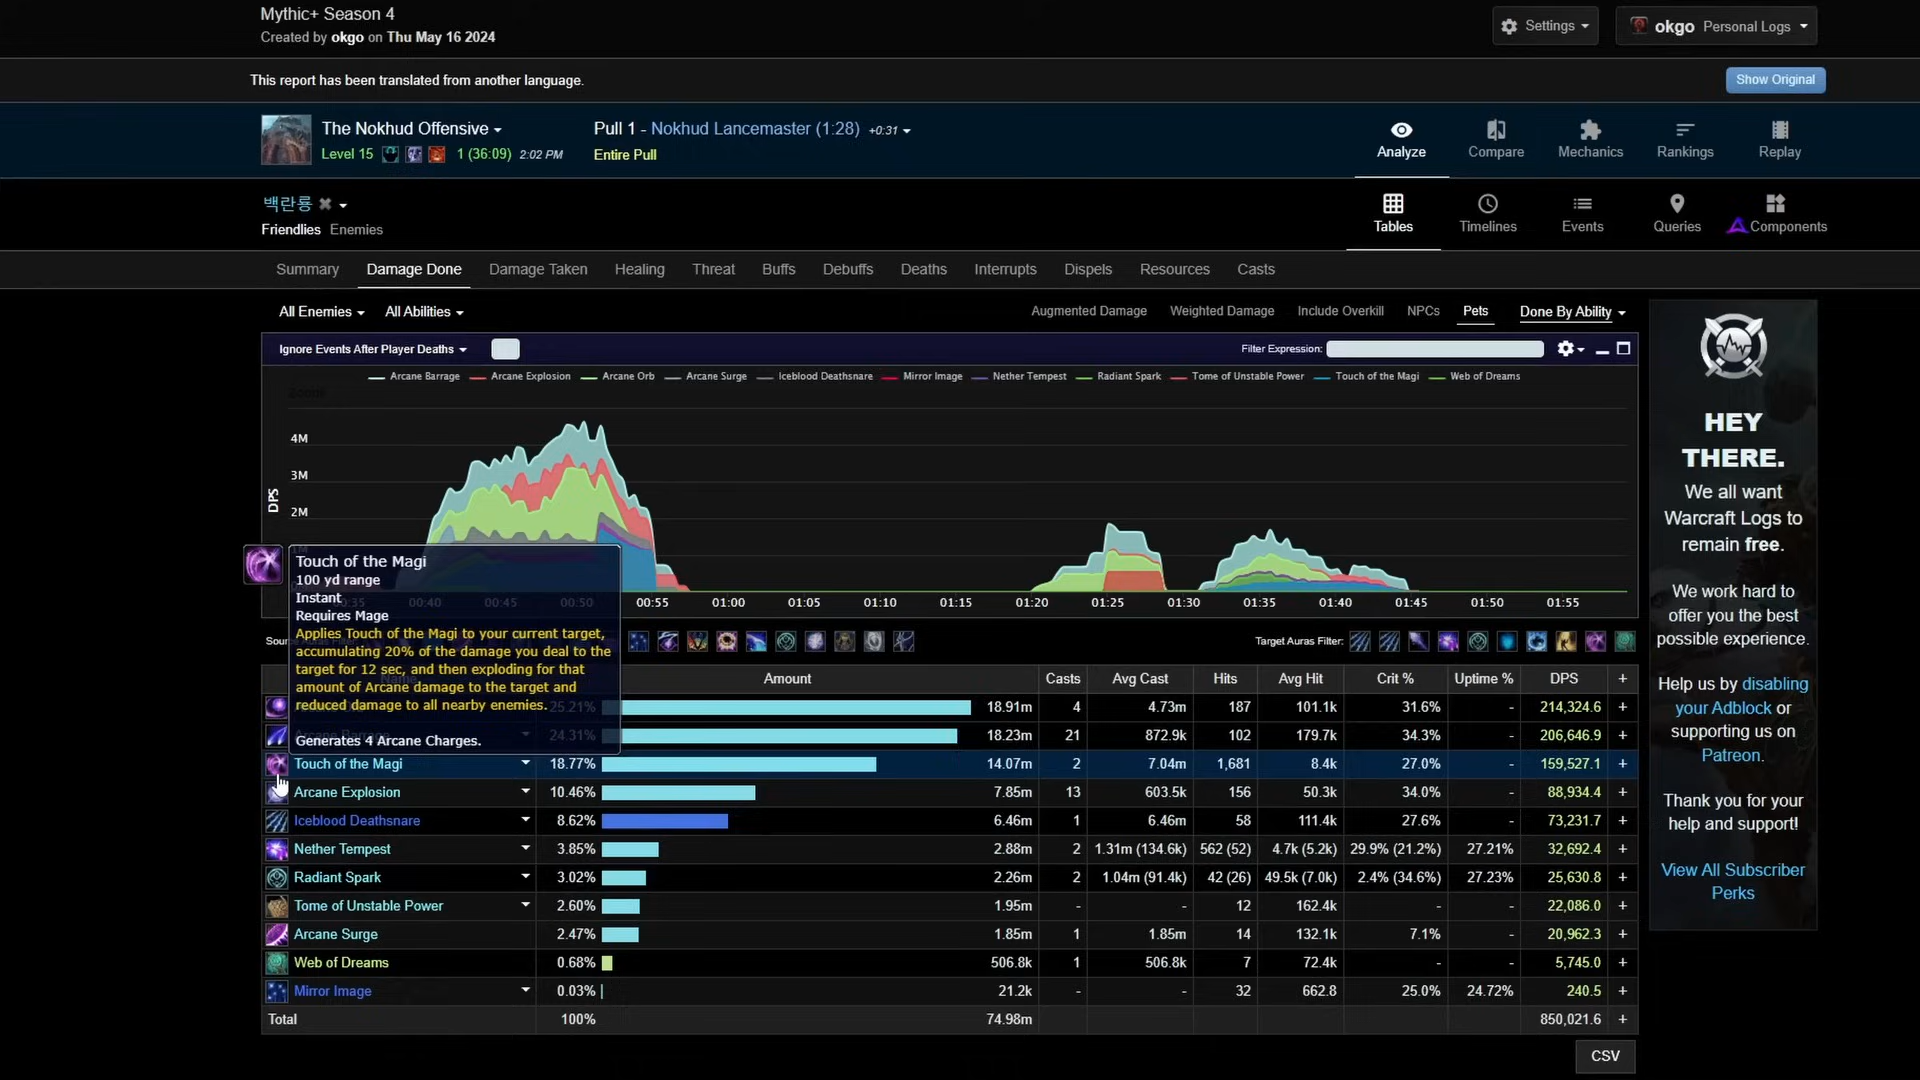 Mythic+ Season 4
Created by okgo on Thu May 16 2024
Settings
okgo Personal Logs
This report has been translated from another language.
Show Original
The Nokhud Offensive
Level 15 1 (36:09) 2:02 PM
Pull 1 - Nokhud Lancemaster (1:28) +0:31
Entire Pull
Analyze
Compare
Mechanics
Rankings
Replay
백란룡
Friendlies Enemies
Tables
Timelines
Events
Queries
Components
Summary Damage Done Damage Taken Healing Threat Buffs Debuffs Deaths Interrupts Dispels Resources Casts
All Enemies All Abilities
Augmented Damage Weighted Damage Include Overkill NPCs Pets Done By Ability
Ignore Events After Player Deaths
Filter Expression:
Arcane Barrage Arcane Explosion Arcane Orb Arcane Surge Iceblood Deathsnare Mirror Image Nether Tempest Radiant Spark Tome of Unstable Power Touch of the Magi Web of Dreams
4M
3M
2M
1M
DPS
00:35 00:40 00:45 00:50 00:55 01:00 01:05 01:10 01:15 01:20 01:25 01:30 01:35 01:40 01:45 01:50 01:55
Touch of the Magi
100 yd range
Instant
Requires Mage
Applies Touch of the Magi to your current target,
accumulating 20% of the damage you deal to the
target for 12 sec, and then exploding for that
amount of Arcane damage to the target and
reduced damage to all nearby enemies.
Generates 4 Arcane Charges.
Target Auras Filter:
Name Amount Casts Avg Cast Hits Avg Hit Crit % Uptime % DPS +
25.21% 18.91m 4 4.73m 187 101.1k 31.6% - 214,324.6 +
Arcane Barrage 24.31% 18.23m 21 872.9k 102 179.7k 34.3% - 206,646.9 +
Touch of the Magi 18.77% 14.07m 2 7.04m 1,681 8.4k 27.0% - 159,527.1 +
Arcane Explosion 10.46% 7.85m 13 603.5k 156 50.3k 34.0% - 88,934.4 +
Iceblood Deathsnare 8.62% 6.46m 1 6.46m 58 111.4k 27.6% - 73,231.7 +
Nether Tempest 3.85% 2.88m 2 1.31m (134.6k) 562 (52) 4.7k (5.2k) 29.9% (21.2%) 27.21% 32,692.4 +
Radiant Spark 3.02% 2.26m 2 1.04m (91.4k) 42 (26) 49.5k (7.0k) 2.4% (34.6%) 27.23% 25,630.8 +
Tome of Unstable Power 2.60% 1.95m - - 12 162.4k - - 22,086.0 +
Arcane Surge 2.47% 1.85m 1 1.85m 14 132.1k 7.1% - 20,962.3 +
Web of Dreams 0.68% 506.8k 1 506.8k 7 72.4k - - 5,745.0 +
Mirror Image 0.03% 21.2k - - 32 662.8 25.0% 24.72% 240.5 +
Total 100% 74.98m 850,021.6 +
CSV
HEY
THERE.
We all want
Warcraft Logs to
remain free.
We work hard to
offer you the best
possible experience.
Help us by disabling
your Adblock or
supporting us on
Patreon.
Thank you for your
help and support!
View All Subscriber
Perks